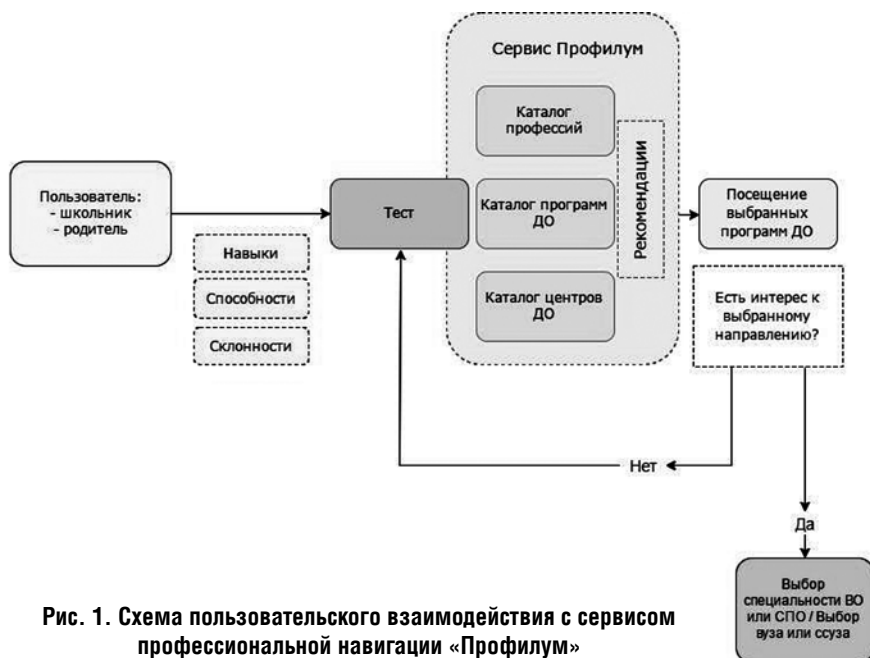 Сервис Профилум
Каталог
профессий
Пользователь:
- школьник
- родитель
Тест
Каталог программ
ДО
Рекомендации
Посещение
выбранных
программ ДО
Навыки
Способности
Склонности
Каталог центров
ДО
Есть интерес к
выбранному
направлению?
Нет
Да
Выбор
специальности ВО
или СПО / Выбор
вуза или ссуза
Рис. 1. Схема пользовательского взаимодействия с сервисом
профессиональной навигации «Профилум»